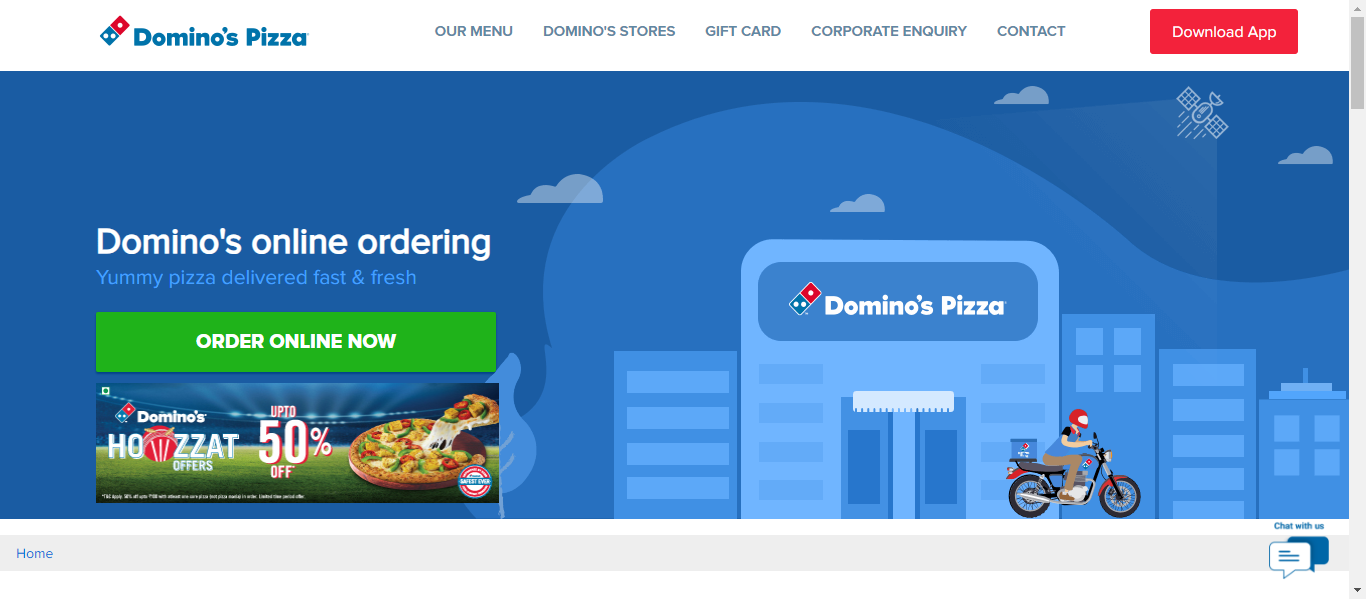 Domino's Pizza
OUR MENU
DOMINO'S STORES
GIFT CARD
CORPORATE ENQUIRY
CONTACT
Download App
Domino's online ordering
Yummy pizza delivered fast & fresh
ORDER ONLINE NOW
Domino's
HOWZZAT
OFFERS
UPTO
50%
OFF*
SAFEST EVER
Domino's Pizza
Home
Chat with us